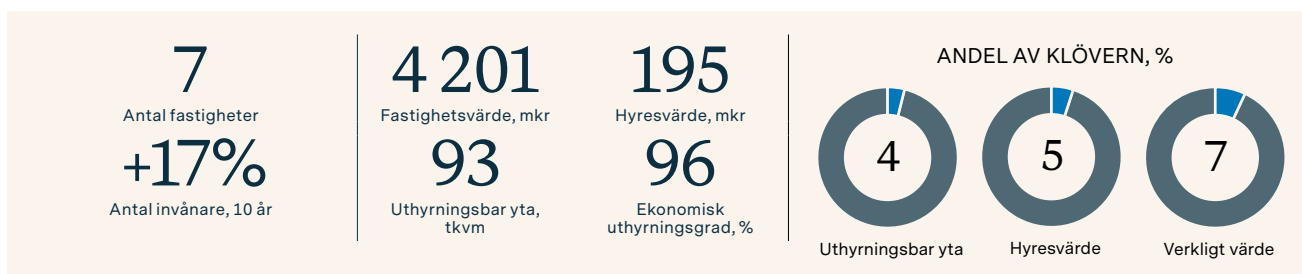 7
Antal fastigheter
+17%
Antal invånare, 10 år
4 201
Fastighetsvärde, mkr
93
Uthyrningsbar yta,
tkvm
195
Hyresvärde, mkr
96
Ekonomisk
uthyrningsgrad, %
ANDEL AV KLÖVERN, %
4
Uthyrningsbar yta
5
Hyresvärde
7
Verkligt värde